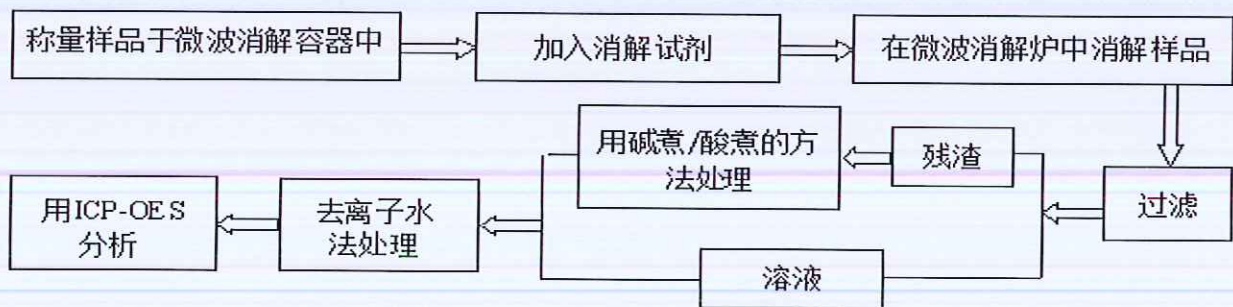 称量样品于微波消解容器中
加入消解试剂
在微波消解炉中消解样品
过滤
残渣
用碱煮/酸煮的方
法处理
溶液
去离子水
法处理
用ICP-OES
分析